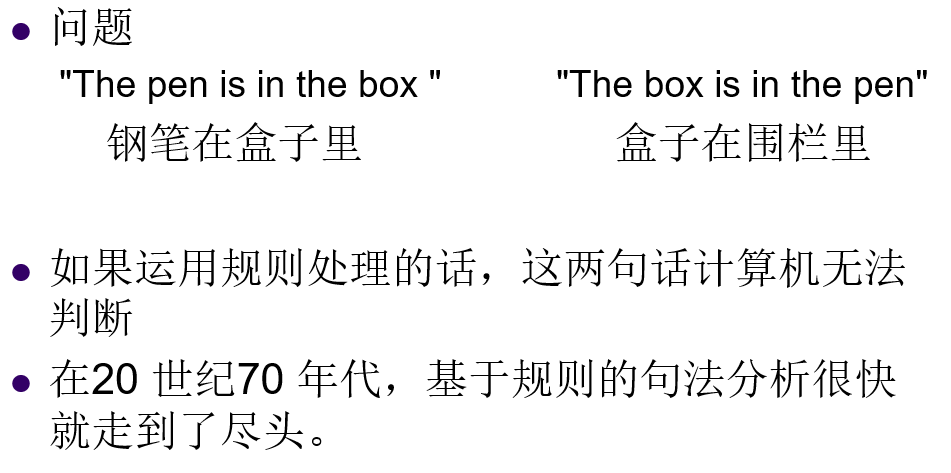 问题
"The pen is in the box " "The box is in the pen"
钢笔在盒子里 盒子在围栏里
如果运用规则处理的话，这两句话计算机无法
判断
在20 世纪70 年代，基于规则的句法分析很快
就走到了尽头。